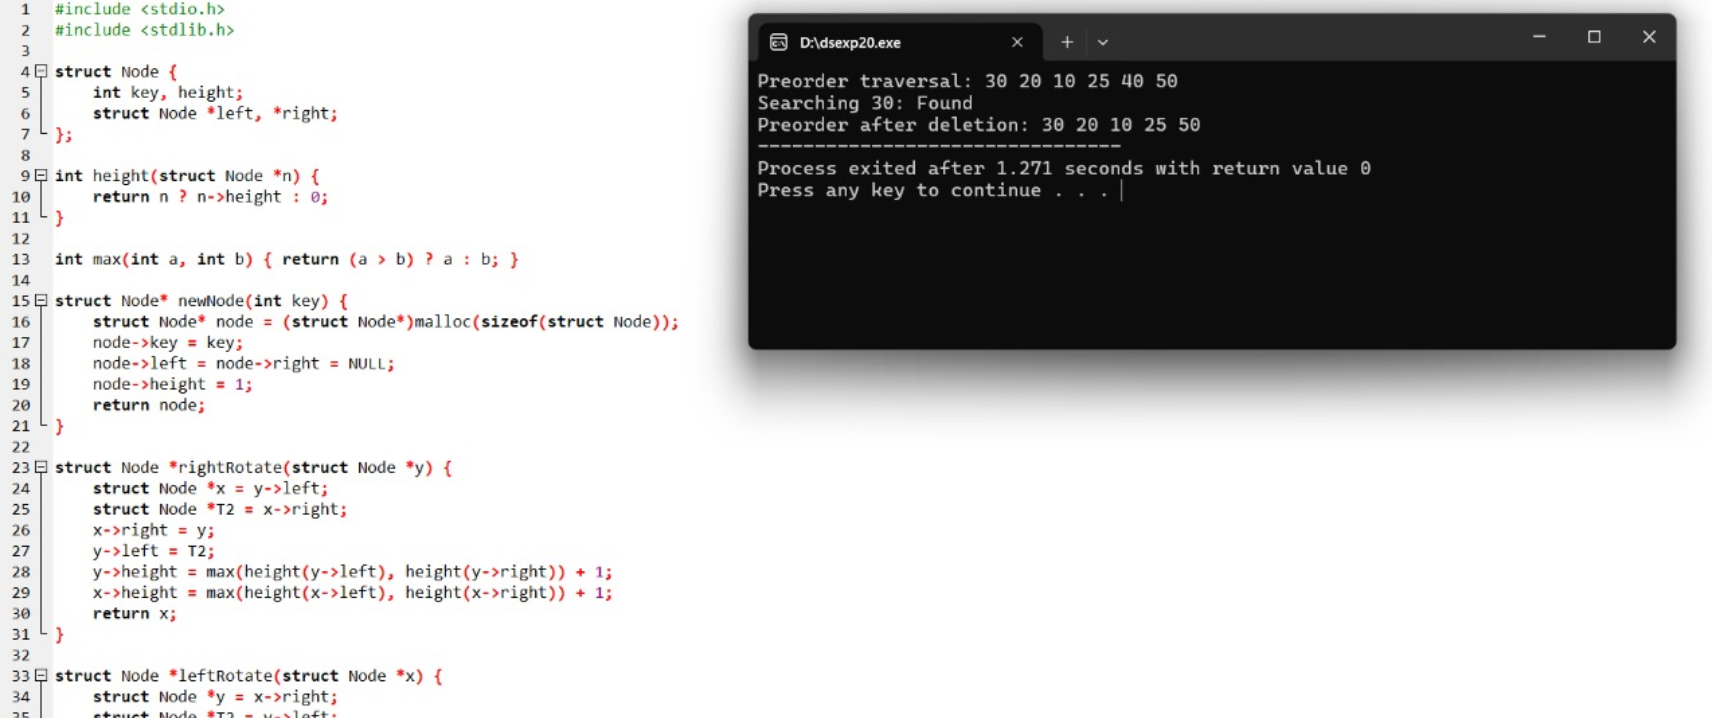 1 #include <stdio.h>
2 #include <stdlib.h>
3
4 struct Node {
5     int key, height;
6     struct Node *left, *right;
7 };
8
9 int height(struct Node *n) {
10     return n ? n->height : 0;
11 }
12
13 int max(int a, int b) { return (a > b) ? a : b; }
14
15 struct Node* newNode(int key) {
16     struct Node* node = (struct Node*)malloc(sizeof(struct Node));
17     node->key = key;
18     node->left = node->right = NULL;
19     node->height = 1;
20     return node;
21 }
22
23 struct Node *rightRotate(struct Node *y) {
24     struct Node *x = y->left;
25     struct Node *T2 = x->right;
26     x->right = y;
27     y->left = T2;
28     y->height = max(height(y->left), height(y->right)) + 1;
29     x->height = max(height(x->left), height(x->right)) + 1;
30     return x;
31 }
32
33 struct Node *leftRotate(struct Node *x) {
34     struct Node *y = x->right;
35     struct Node *T2 = y->left;
D:\dsexp20.exe
Preorder traversal: 30 20 10 25 40 50
Searching 30: Found
Preorder after deletion: 30 20 10 25 50
--------------------------------
Process exited after 1.271 seconds with return value 0
Press any key to continue . . .